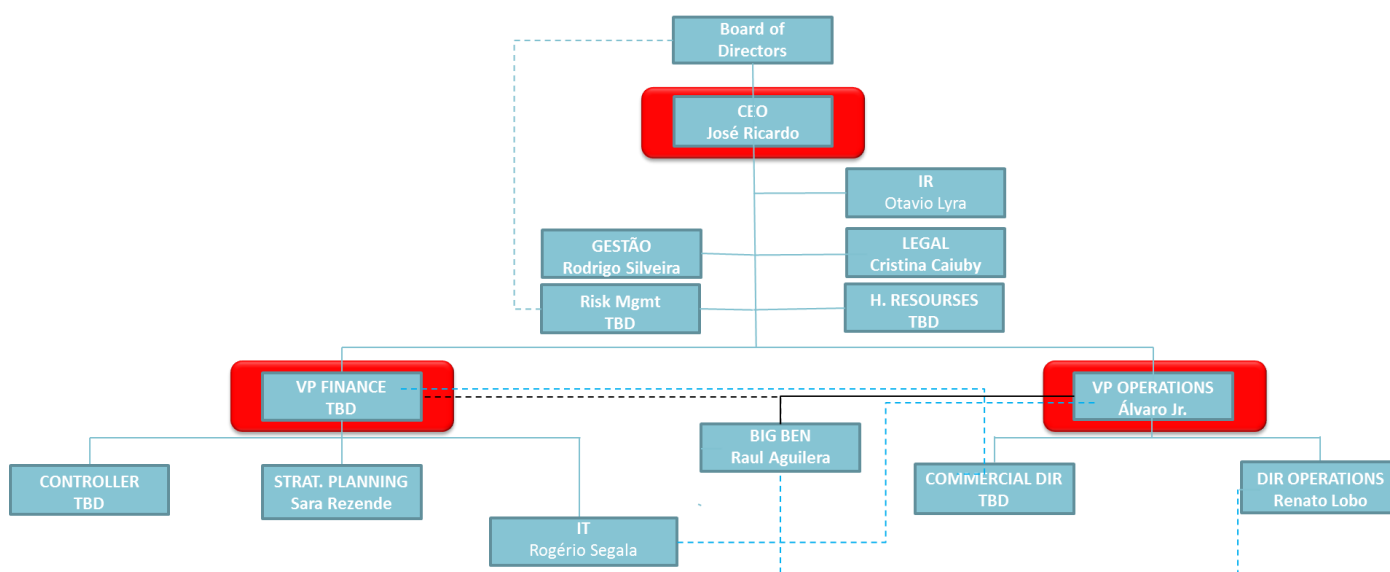 Board of
Directors
CEO
José Ricardo
IR
Otavio Lyra
GESTÃO
Rodrigo Silveira
LEGAL
Cristina Caiuby
Risk Mgmt
TBD
H. RESOURSES
TBD
VP FINANCE
TBD
VP OPERATIONS
Álvaro Jr.
BIG BEN
Raul Aguilera
CONTROLLER
TBD
STRAT. PLANNING
Sara Rezende
COMMERCIAL DIR
TBD
DIR OPERATIONS
Renato Lobo
IT
Rogério Segala